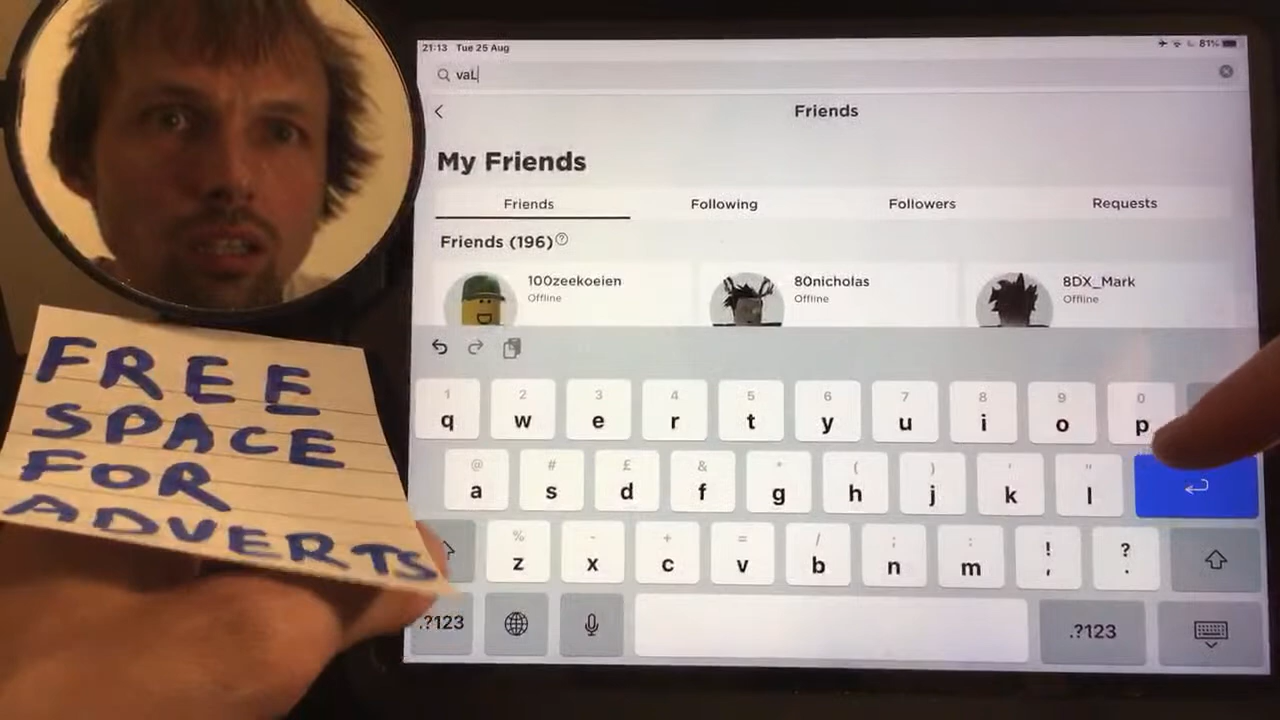 21:13 Tue 25 Aug
81%
vaL
Friends
My Friends
Friends Following Followers Requests
Friends (196) ?
100zeekoeien
Offline
80nicholas
Offline
8DX_Mark
Offline
FREE
SPACE
FOR
ADVERTS
1 2 3 4 5 6 7 8 9 0
q w e r t y u i o p
@ # £ & * ( ) ' "
a s d f g h j k l
% - + = / ; : ! ?
z x c v b n m , .
.?123 .?123